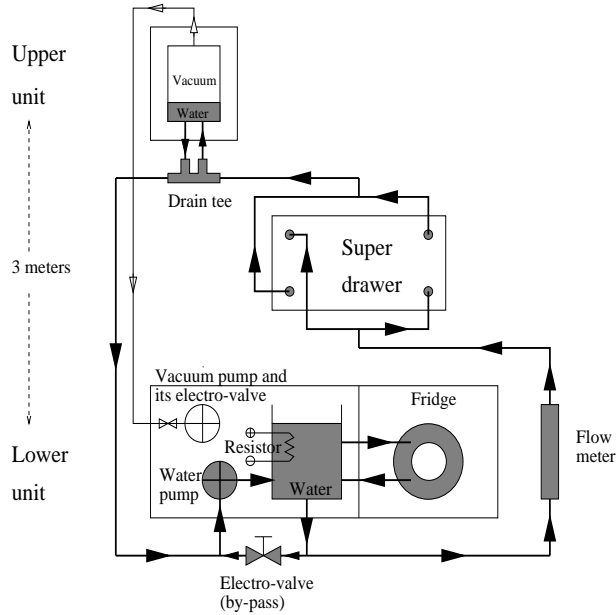 Upper
unit
Vacuum
Water
Drain tee
3 meters
Super
drawer
Vacuum pump and
its electro-valve
Fridge
Resistor
Flow
meter
Lower
unit
Water
pump
Water
Electro-valve
(by-pass)